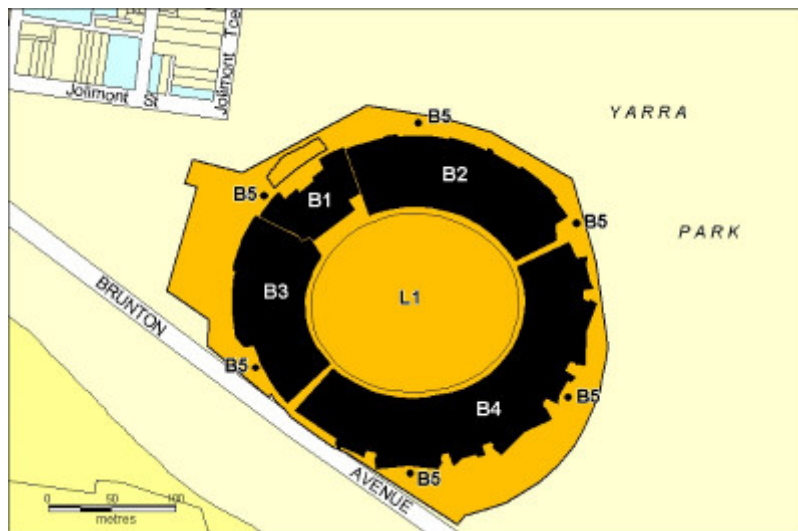 Jolimont
St
Jolimont Tce
YARRA
PARK
B5
B5
B2
B1
B5
B3
L1
BRUNTON
B5
B4
B5
B5
AVENUE
0 50 100
metres